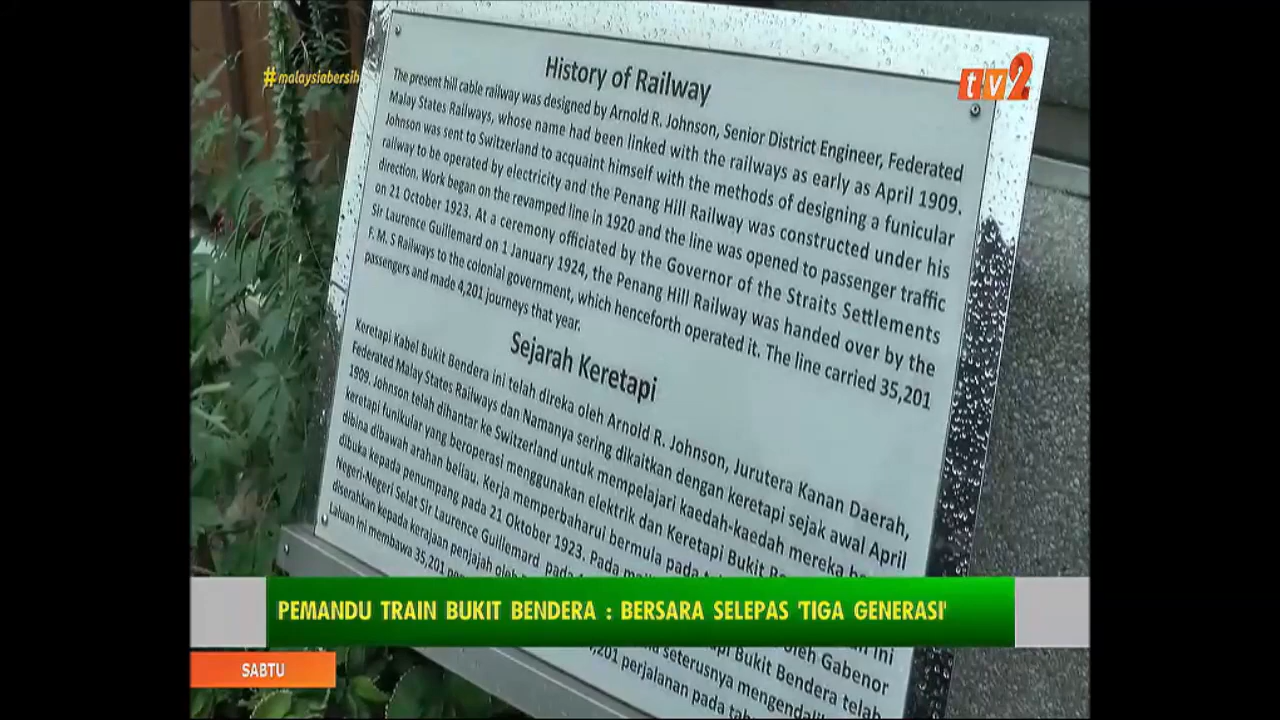 #malaysiabersih
tv2
History of Railway
The present hill cable railway was designed by Arnold R. Johnson, Senior District Engineer, Federated
Malay States Railways, whose name had been linked with the railways as early as April 1909.
Johnson was sent to Switzerland to acquaint himself with the methods of designing a funicular
railway to be operated by electricity and the Penang Hill Railway was constructed under his
direction. Work began on the revamped line in 1920 and the line was opened to passenger traffic
on 21 October 1923. At a ceremony officiated by the Governor of the Straits Settlements
Sir Laurence Guillemard on 1 January 1924, the Penang Hill Railway was handed over by the
F. M. S Railways to the colonial government, which henceforth operated it. The line carried 35,201
passengers and made 4,201 journeys that year.
Sejarah Keretapi
Keretapi Kabel Bukit Bendera ini telah direka oleh Arnold R. Johnson, Jurutera Kanan Daerah,
Federated Malay States Railways dan Namanya sering dikaitkan dengan keretapi sejak awal April
1909. Johnson telah dihantar ke Switzerland untuk mempelajari kaedah-kaedah mereka
keretapi funikular yang beroperasi menggunakan elektrik dan Keretapi Bukit
dibina dibawah arahan beliau. Kerja memperbaharui bermula pada
dibuka kepada penumpang pada 21 Oktober 1923. Pada
Negeri-Negeri Selat Sir Laurence Guillemard pada
diserahkan kepada kerajaan penjajah oleh
Laluan ini membawa 35,201
ini
oleh Gabenor
Bukit Bendera telah
seterusnya
,201 perjalanan pada
PEMANDU TRAIN BUKIT BENDERA : BERSARA SELEPAS 'TIGA GENERASI'
SABTU